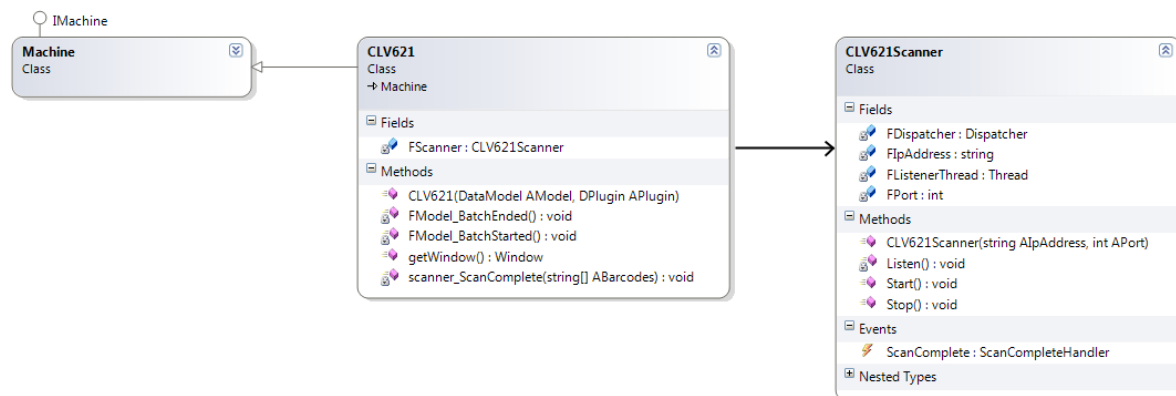 IMachine
Machine
Class
CLV621
Class
Machine
Fields
FScanner : CLV621Scanner
Methods
CLV621(DataModel AModel, DPlugin APlugin)
FModel_BatchEnded() : void
FModel_BatchStarted() : void
getWindow() : Window
scanner_ScanComplete(string[] ABarcodes) : void
CLV621Scanner
Class
Fields
FDispatcher : Dispatcher
FIpAddress : string
FListenerThread : Thread
FPort : int
Methods
CLV621Scanner(string AIpAddress, int APort)
Listen() : void
Start() : void
Stop() : void
Events
ScanComplete : ScanCompleteHandler
Nested Types